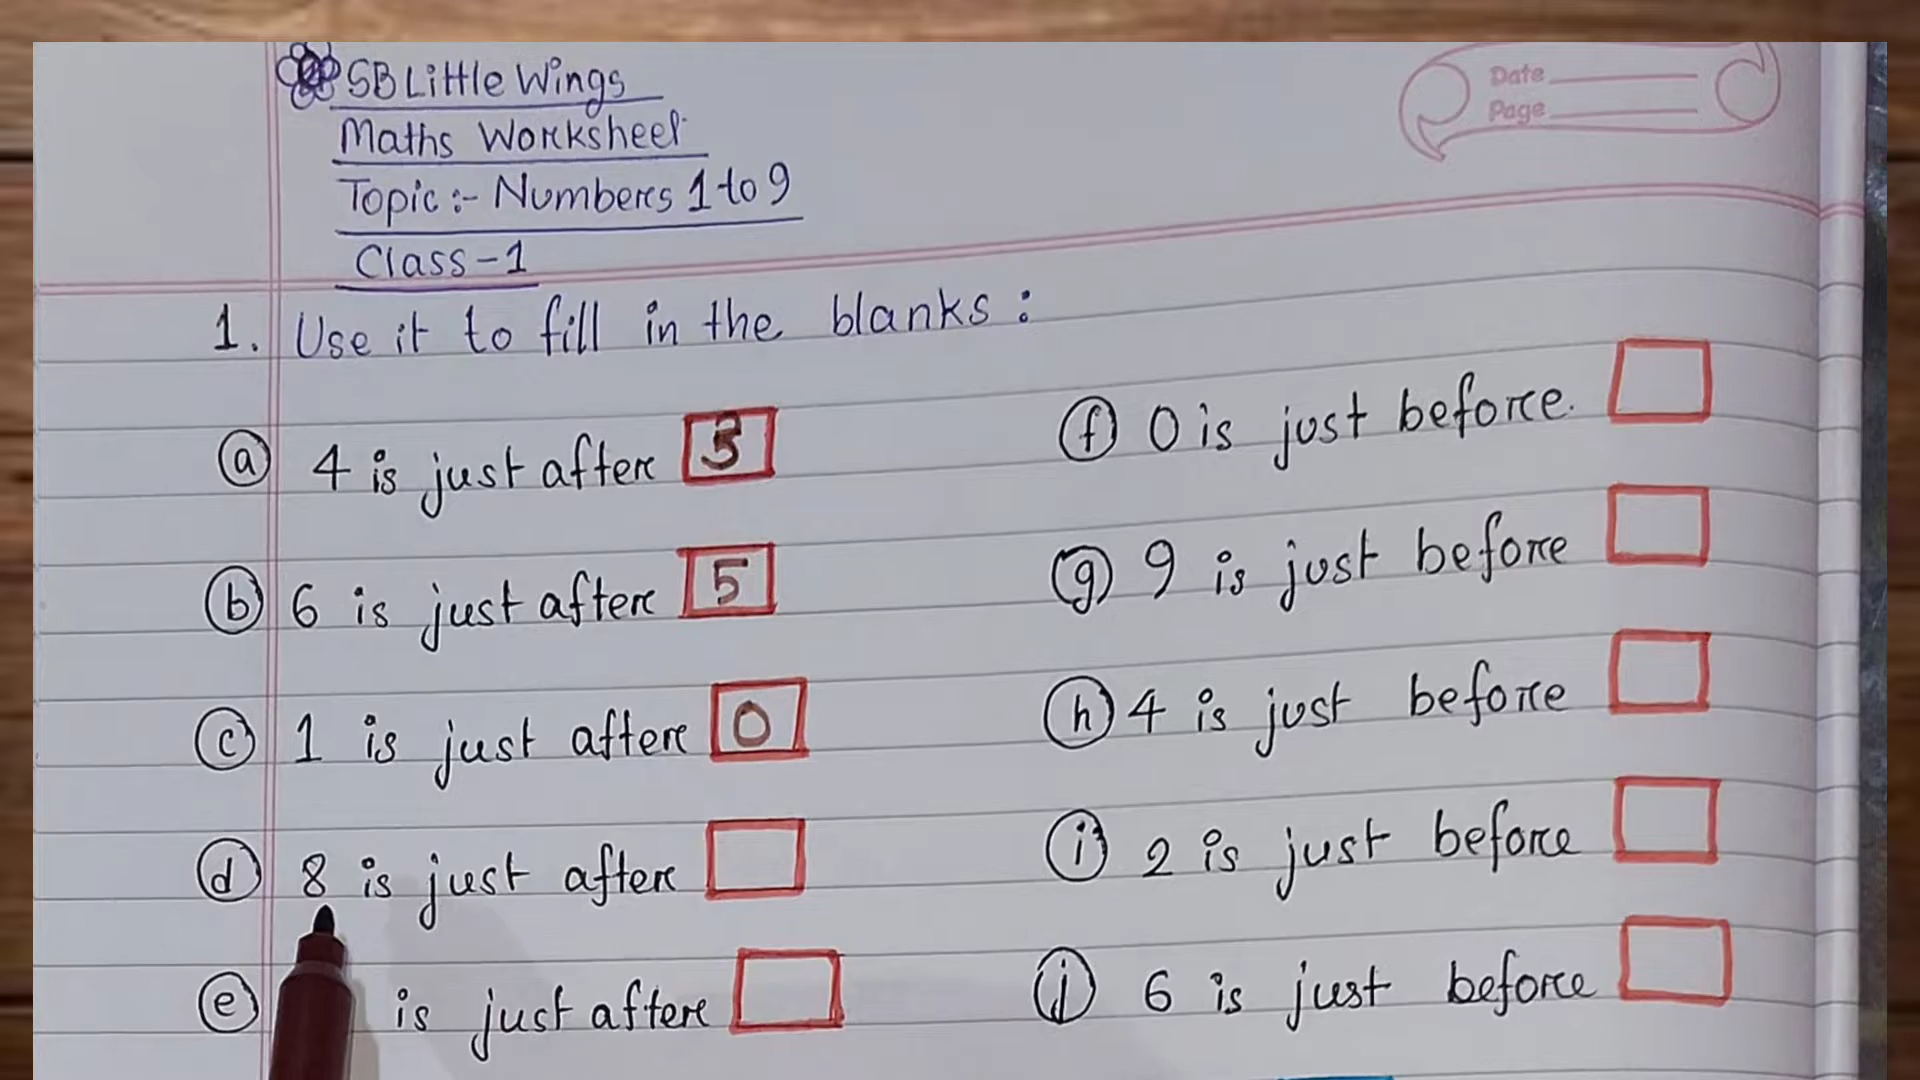 SB Little Wings
Maths Worksheet
Topic :- Numbers 1 to 9
Class - 1
Date
Page
1. Use it to fill in the blanks :
a 4 is just after 3
b 6 is just after 5
c 1 is just after 0
d 8 is just after
e is just after
f 0 is just before.
g 9 is just before
h 4 is just before
i 2 is just before
j 6 is just before